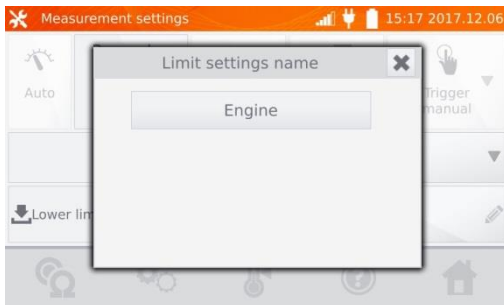 Measurement settings 15:17 2017.12.06
Limit settings name
Auto
Trigger
manual
Engine
Lower lim